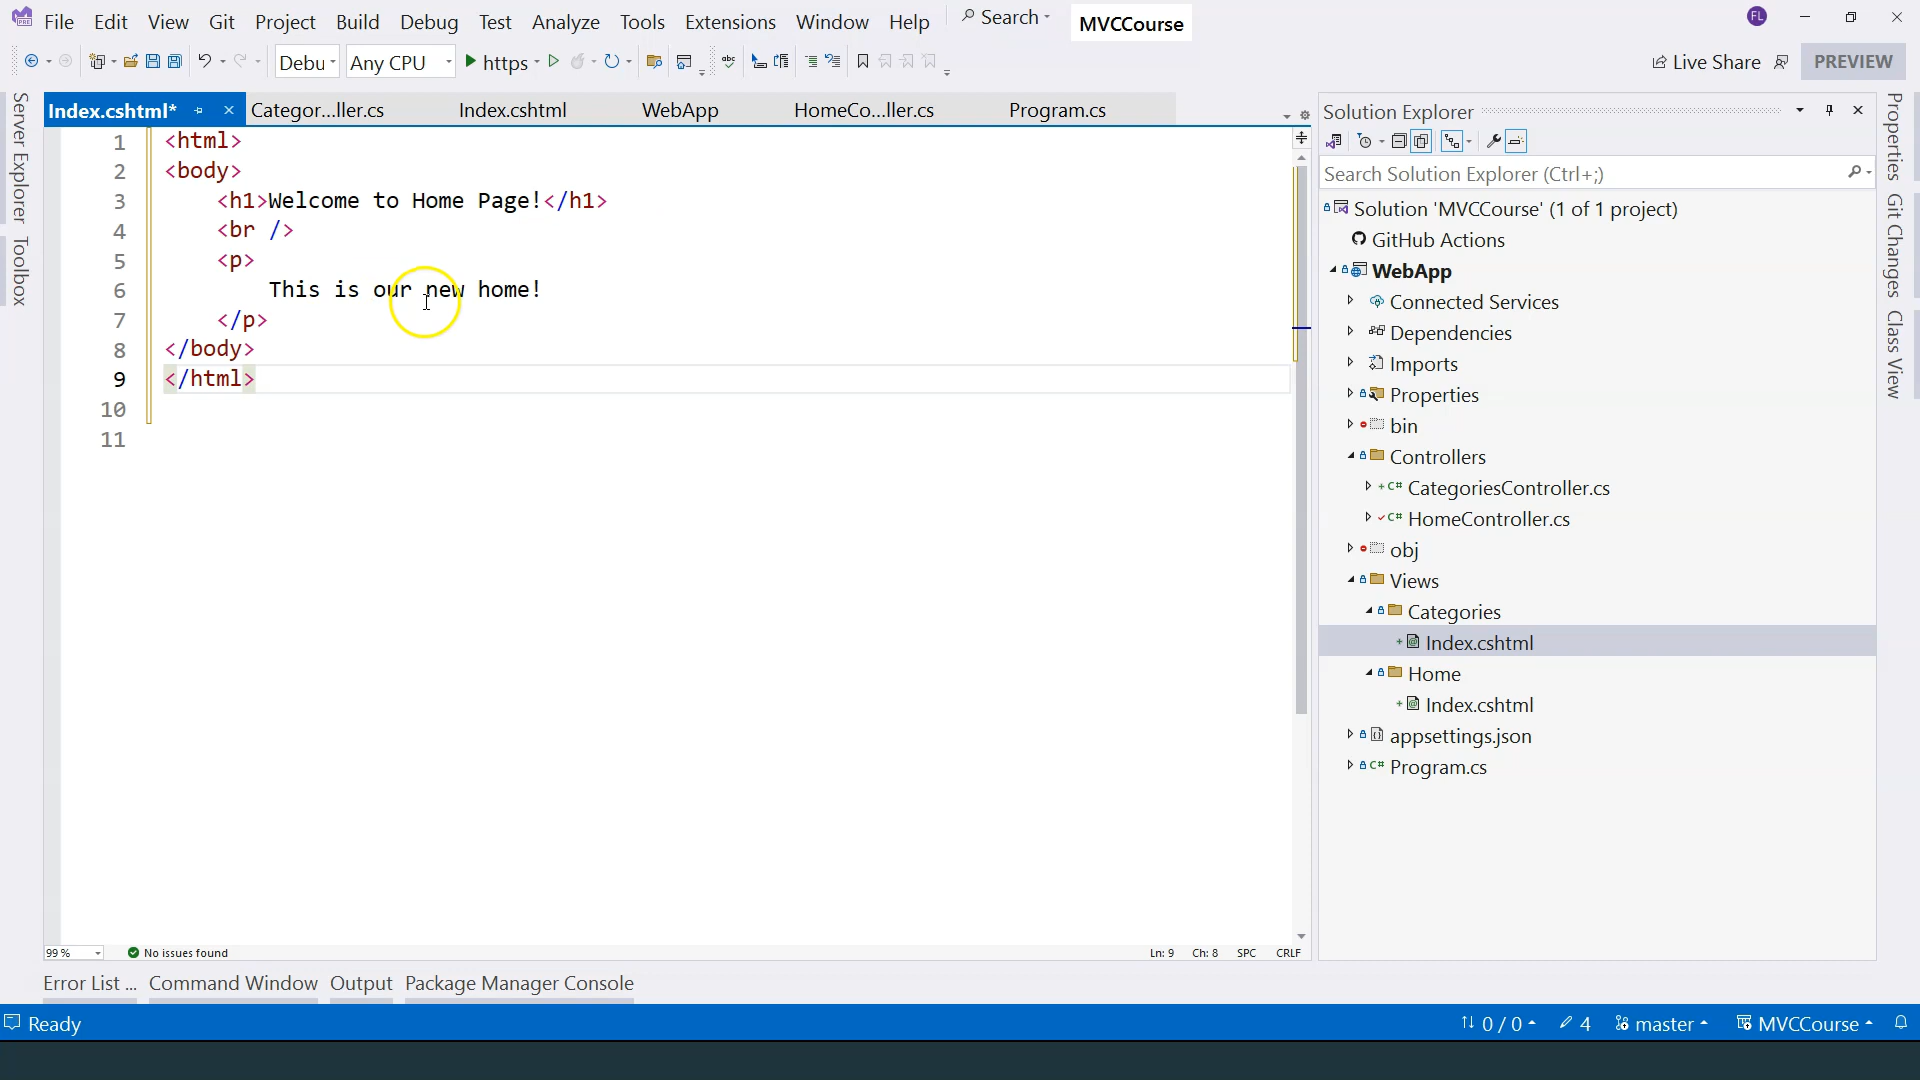 File Edit View Git Project Build Debug Test Analyze Tools Extensions Window Help Search MVCCourse
FL
Debu Any CPU https abc Live Share PREVIEW
Server Explorer
Toolbox
Index.cshtml* Categor...ller.cs Index.cshtml WebApp HomeCo...ller.cs Program.cs
1 <html>
2 <body>
3 <h1>Welcome to Home Page!</h1>
4 <br />
5 <p>
6 This is our new home!
7 </p>
8 </body>
9 </html>
10
11
99 % No issues found Ln: 9 Ch: 8 SPC CRLF
Solution Explorer
Search Solution Explorer (Ctrl+;)
Solution 'MVCCourse' (1 of 1 project)
GitHub Actions
WebApp
Connected Services
Dependencies
Imports
Properties
bin
Controllers
C# CategoriesController.cs
C# HomeController.cs
obj
Views
Categories
Index.cshtml
Home
Index.cshtml
appsettings.json
C# Program.cs
Properties
Git Changes
Class View
Error List ... Command Window Output Package Manager Console
Ready 0 / 0 4 master MVCCourse